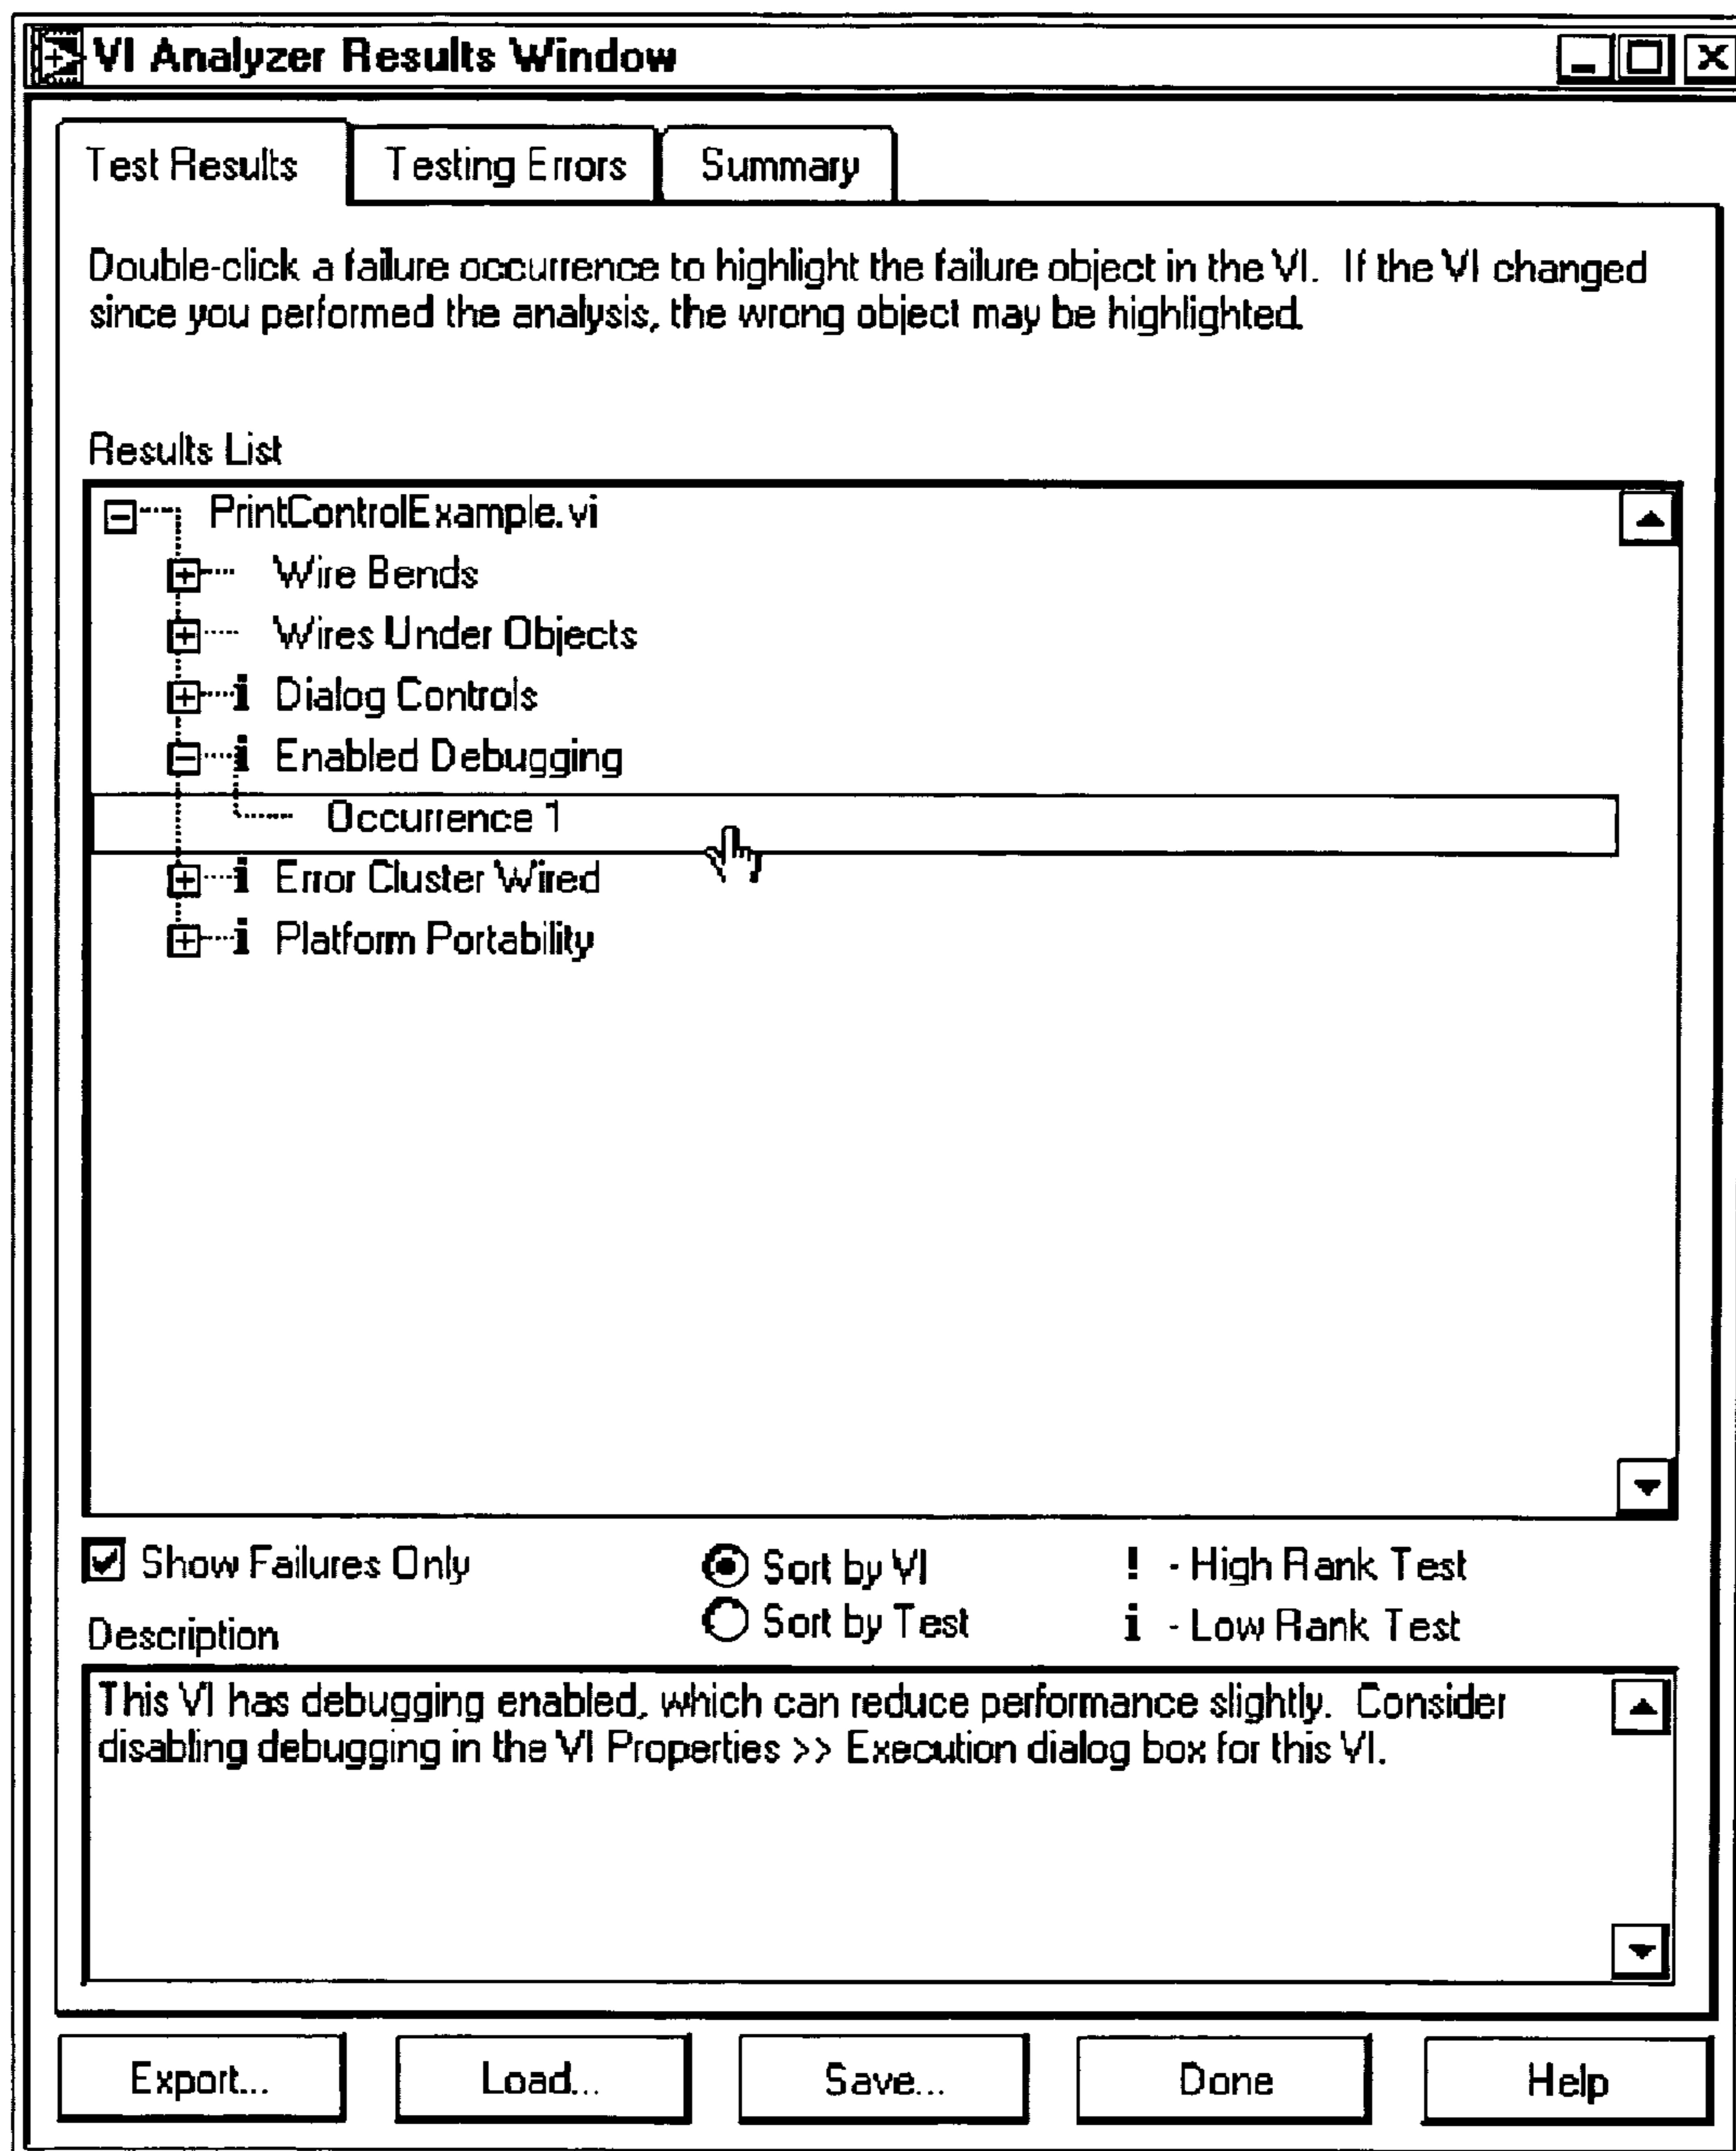 VI Analyzer Results Window
Test Results Testing Errors Summary
Double-click a failure occurrence to highlight the failure object in the VI. If the VI changed
since you performed the analysis, the wrong object may be highlighted.
Results List
PrintControlExample.vi
Wire Bends
Wires Under Objects
i Dialog Controls
i Enabled Debugging
Occurrence 1
i Error Cluster Wired
i Platform Portability
Show Failures Only Sort by VI ! - High Rank Test
Sort by Test i - Low Rank Test
Description
This VI has debugging enabled, which can reduce performance slightly. Consider
disabling debugging in the VI Properties >> Execution dialog box for this VI.
Export... Load... Save... Done Help